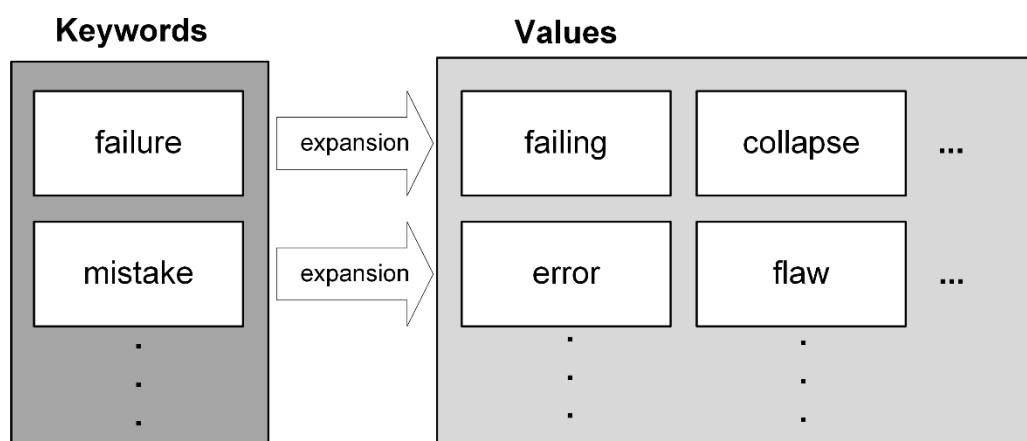 Keywords
Values
failure
expansion
failing
collapse
...
mistake
expansion
error
flaw
...